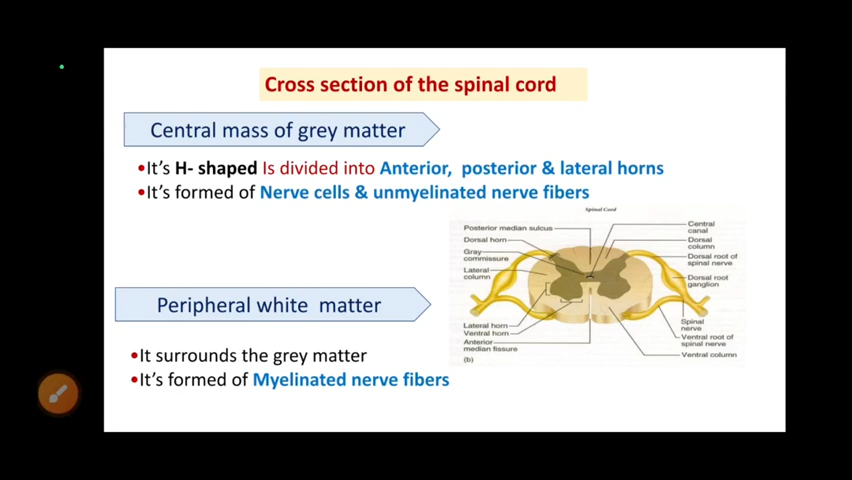 Cross section of the spinal cord
Central mass of grey matter
•It's H- shaped Is divided into Anterior, posterior & lateral horns
•It's formed of Nerve cells & unmyelinated nerve fibers
Spinal Cord
Posterior median sulcus
Dorsal horn
Gray
commissure
Lateral
column
Lateral horn
Ventral horn
Anterior
median fissure
(b)
Central
canal
Dorsal
column
Dorsal root of
spinal nerve
Dorsal root
ganglion
Spinal
nerve
Ventral root of
spinal nerve
Ventral column
Peripheral white matter
•It surrounds the grey matter
•It's formed of Myelinated nerve fibers